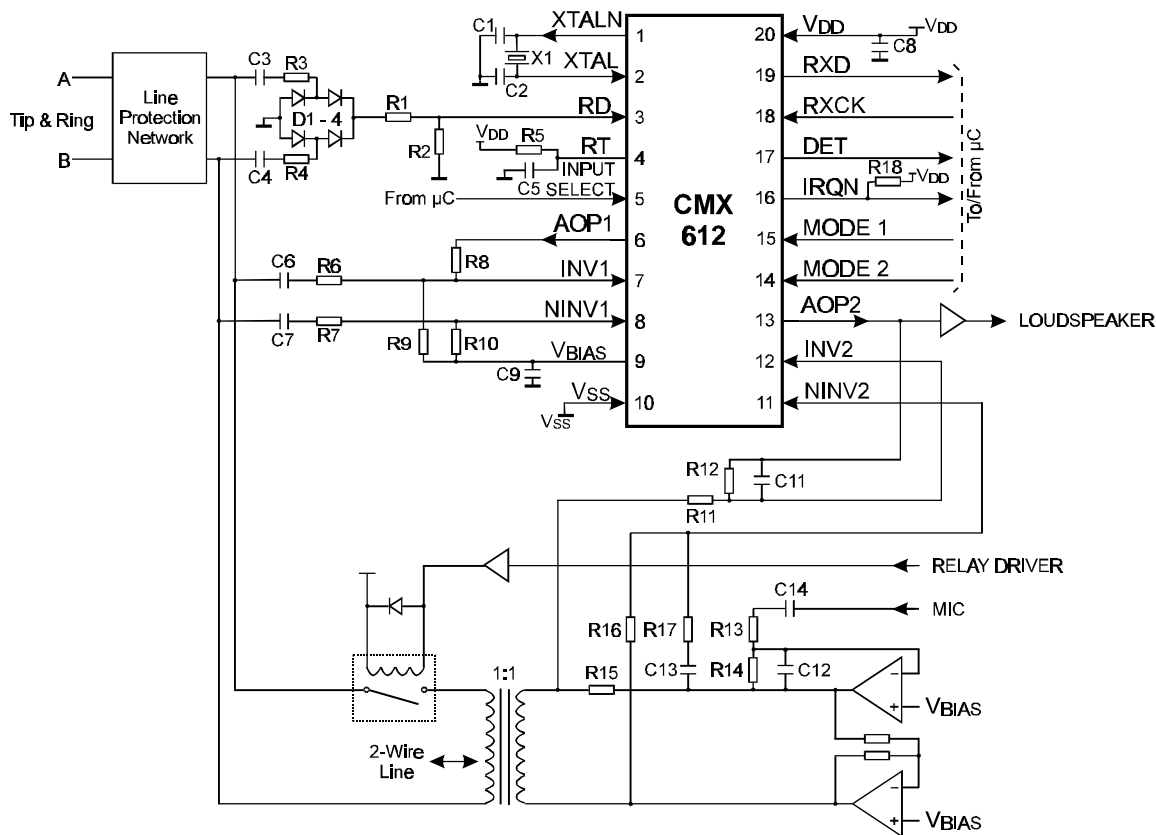 C1
XTALN
1
X1
XTAL
2
C2
20
VDD
VDD
C8
19
RXD
A
Tip & Ring
B
Line
Protection
Network
C3
R3
D1 - 4
C4
R4
R1
RD
3
R2
VDD
R5
RT
4
C5
INPUT
SELECT
From µC
5
CMX
612
18
RXCK
17
DET
R18
VDD
16
IRQN
To/From µC
15
MODE 1
14
MODE 2
AOP1
6
R8
C6
R6
INV1
7
C7
R7
NINV1
8
R9
R10
VBIAS
9
C9
VSS
VSS
10
13
AOP2
LOUDSPEAKER
12
INV2
11
NINV2
R12
C11
R11
RELAY DRIVER
C14
MIC
R16
R17
R13
C13
R14
C12
R15
1:1
-
+
VBIAS
2-Wire
Line
-
+
VBIAS